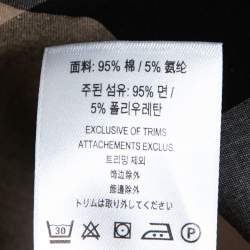 面料: 95% 棉 / 5% 氨纶
주된 섬유: 95% 면 /
5% 폴리우레탄
EXCLUSIVE OF TRIMS
ATTACHEMENTS EXCLUS
트리밍 제외
饰边除外
飾邊除外
トリムは取り外してください
30